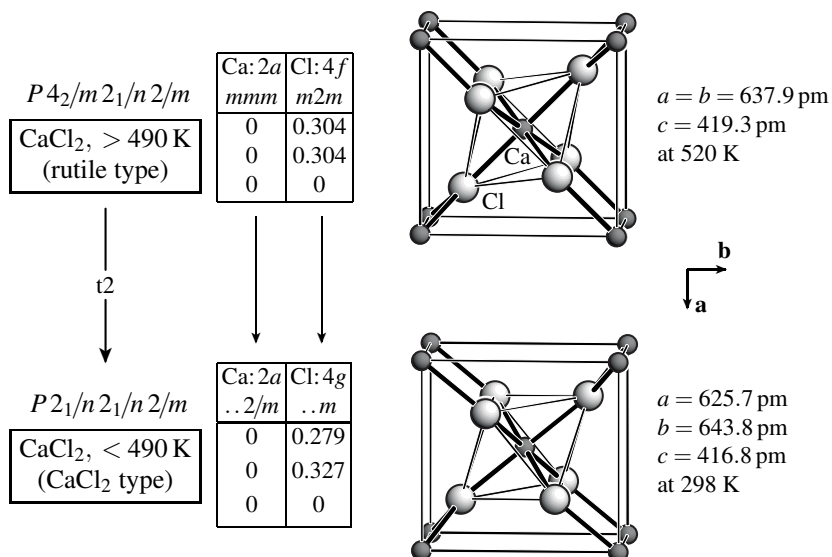 P 4₂/m 2₁/n 2/m
CaCl₂, > 490 K
(rutile type)
Ca: 2a Cl: 4f
mmm m2m
0 0.304
0 0.304
0 0
Ca
Cl
a = b = 637.9 pm
c = 419.3 pm
at 520 K
t2
b
a
P 2₁/n 2₁/n 2/m
CaCl₂, < 490 K
(CaCl₂ type)
Ca: 2a Cl: 4g
..2/m ..m
0 0.279
0 0.327
0 0
a = 625.7 pm
b = 643.8 pm
c = 416.8 pm
at 298 K